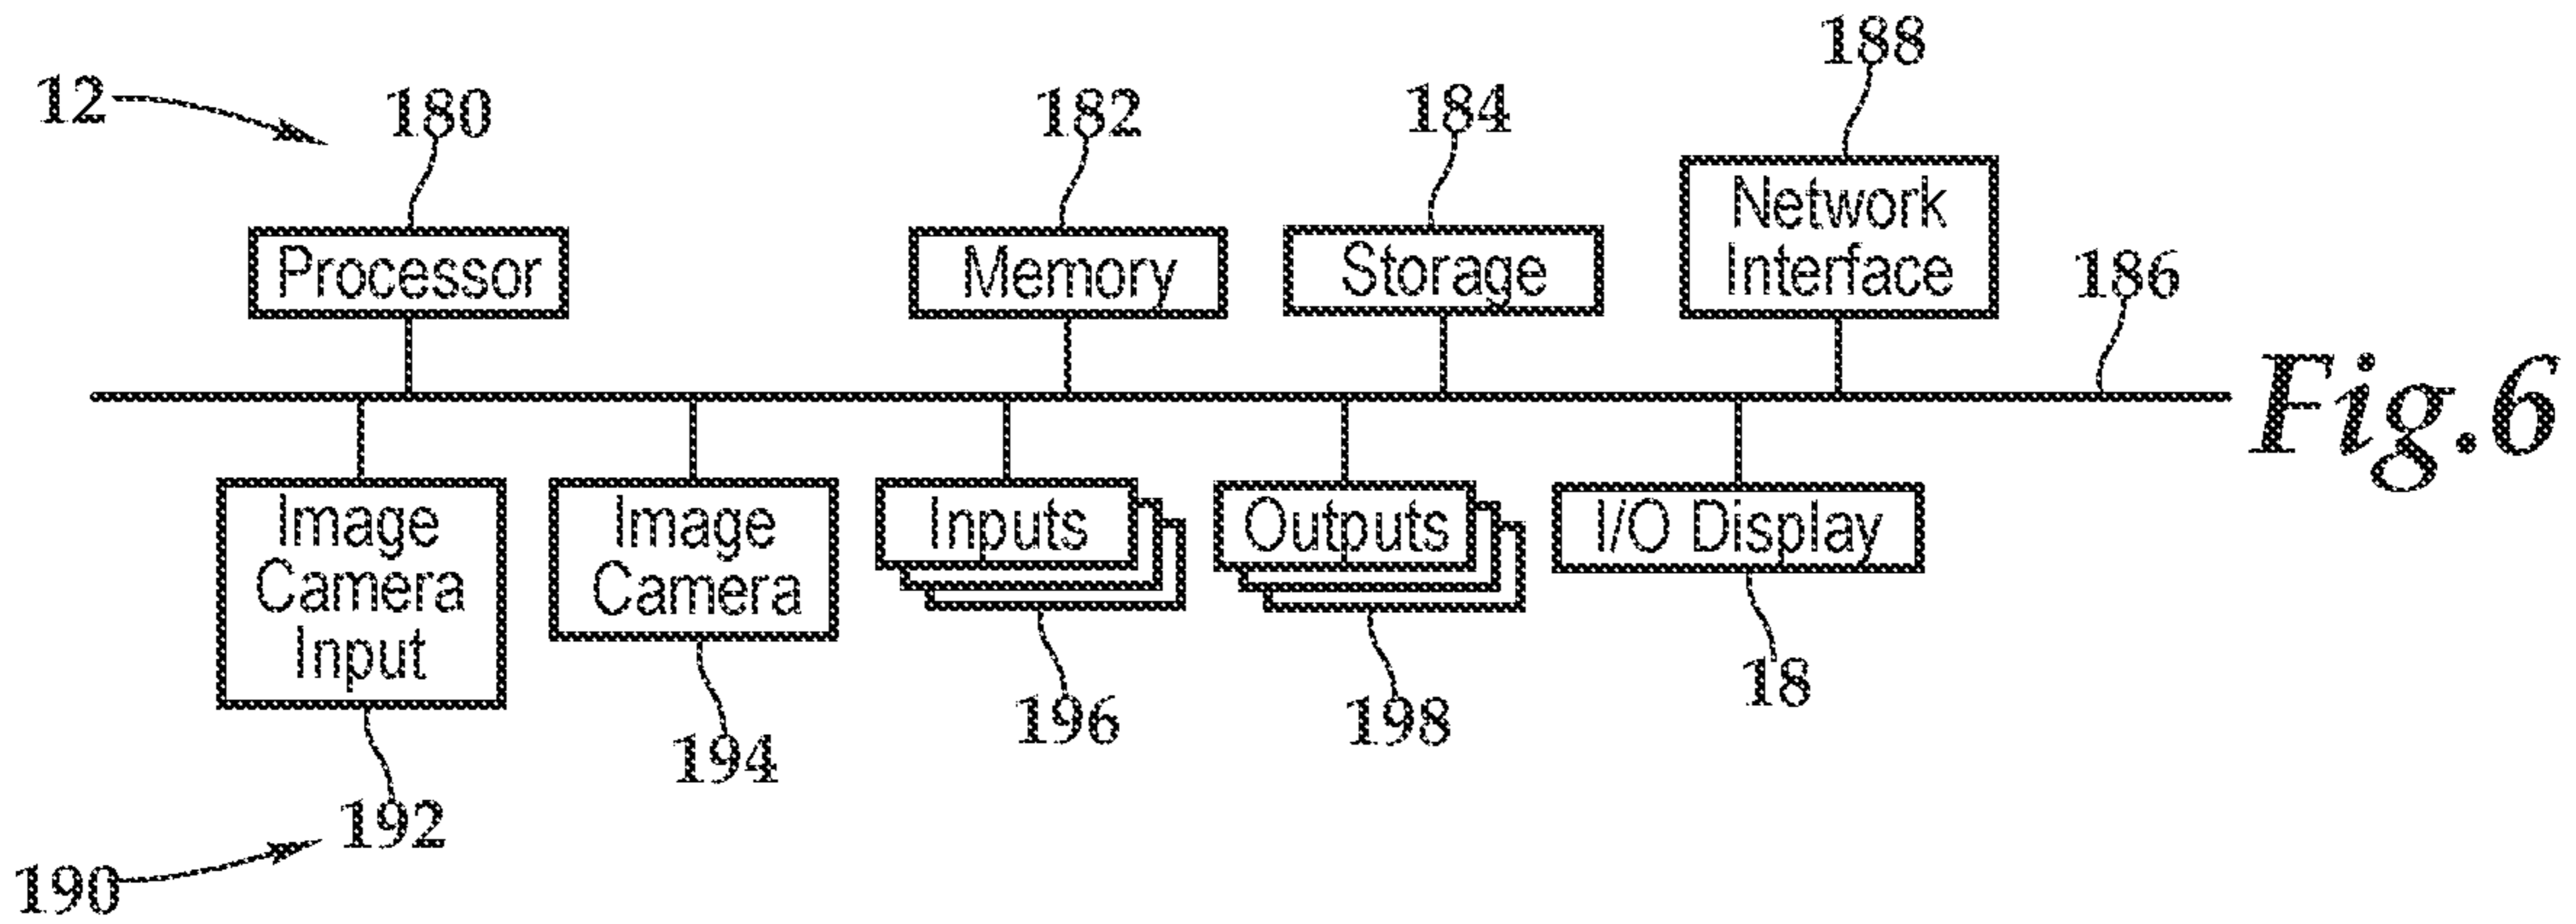 188
12
180
182
184
Network
Interface
Processor
Memory
Storage
186
Fig.6
Image
Camera
Input
Image
Camera
Inputs
Outputs
I/O Display
18
196
198
194
192
190